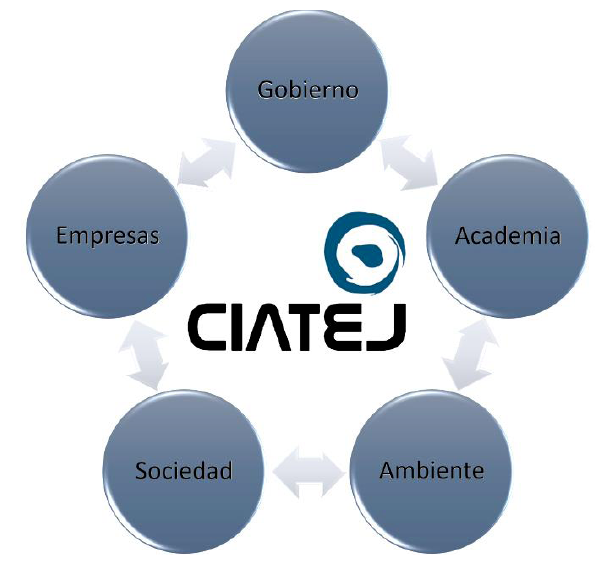 Gobierno
Empresas
Academia
CIATEJ
Sociedad
Ambiente